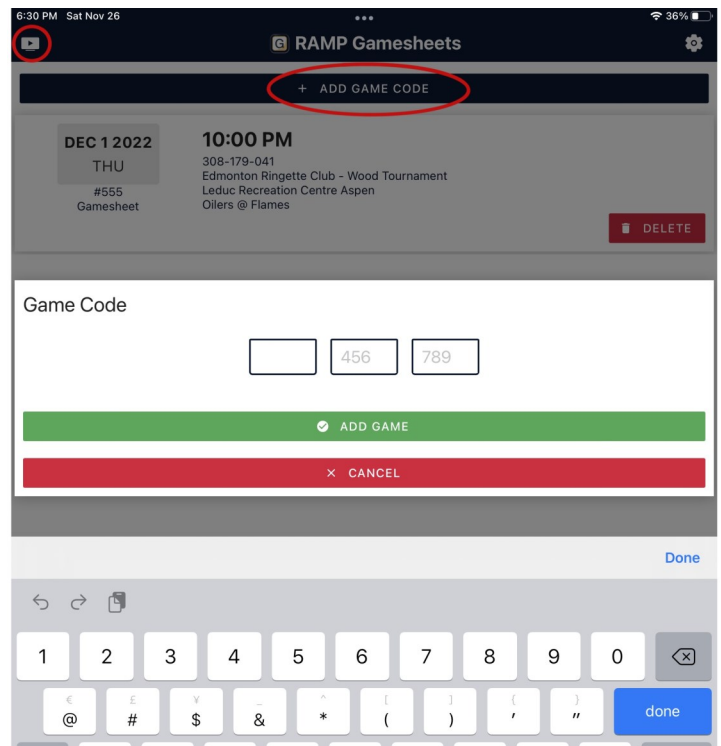 6:30 PM Sat Nov 26
36%
G RAMP Gamesheets
+ ADD GAME CODE
DEC 1 2022
THU
#555
Gamesheet
10:00 PM
308-179-041
Edmonton Ringette Club - Wood Tournament
Leduc Recreation Centre Aspen
Oilers @ Flames
DELETE
Game Code
456 789
ADD GAME
× CANCEL
Done
1 2 3 4 5 6 7 8 9 0
€ £ ¥ _ ^ [ ] { }
@ # $ & * ( ) ' "
done